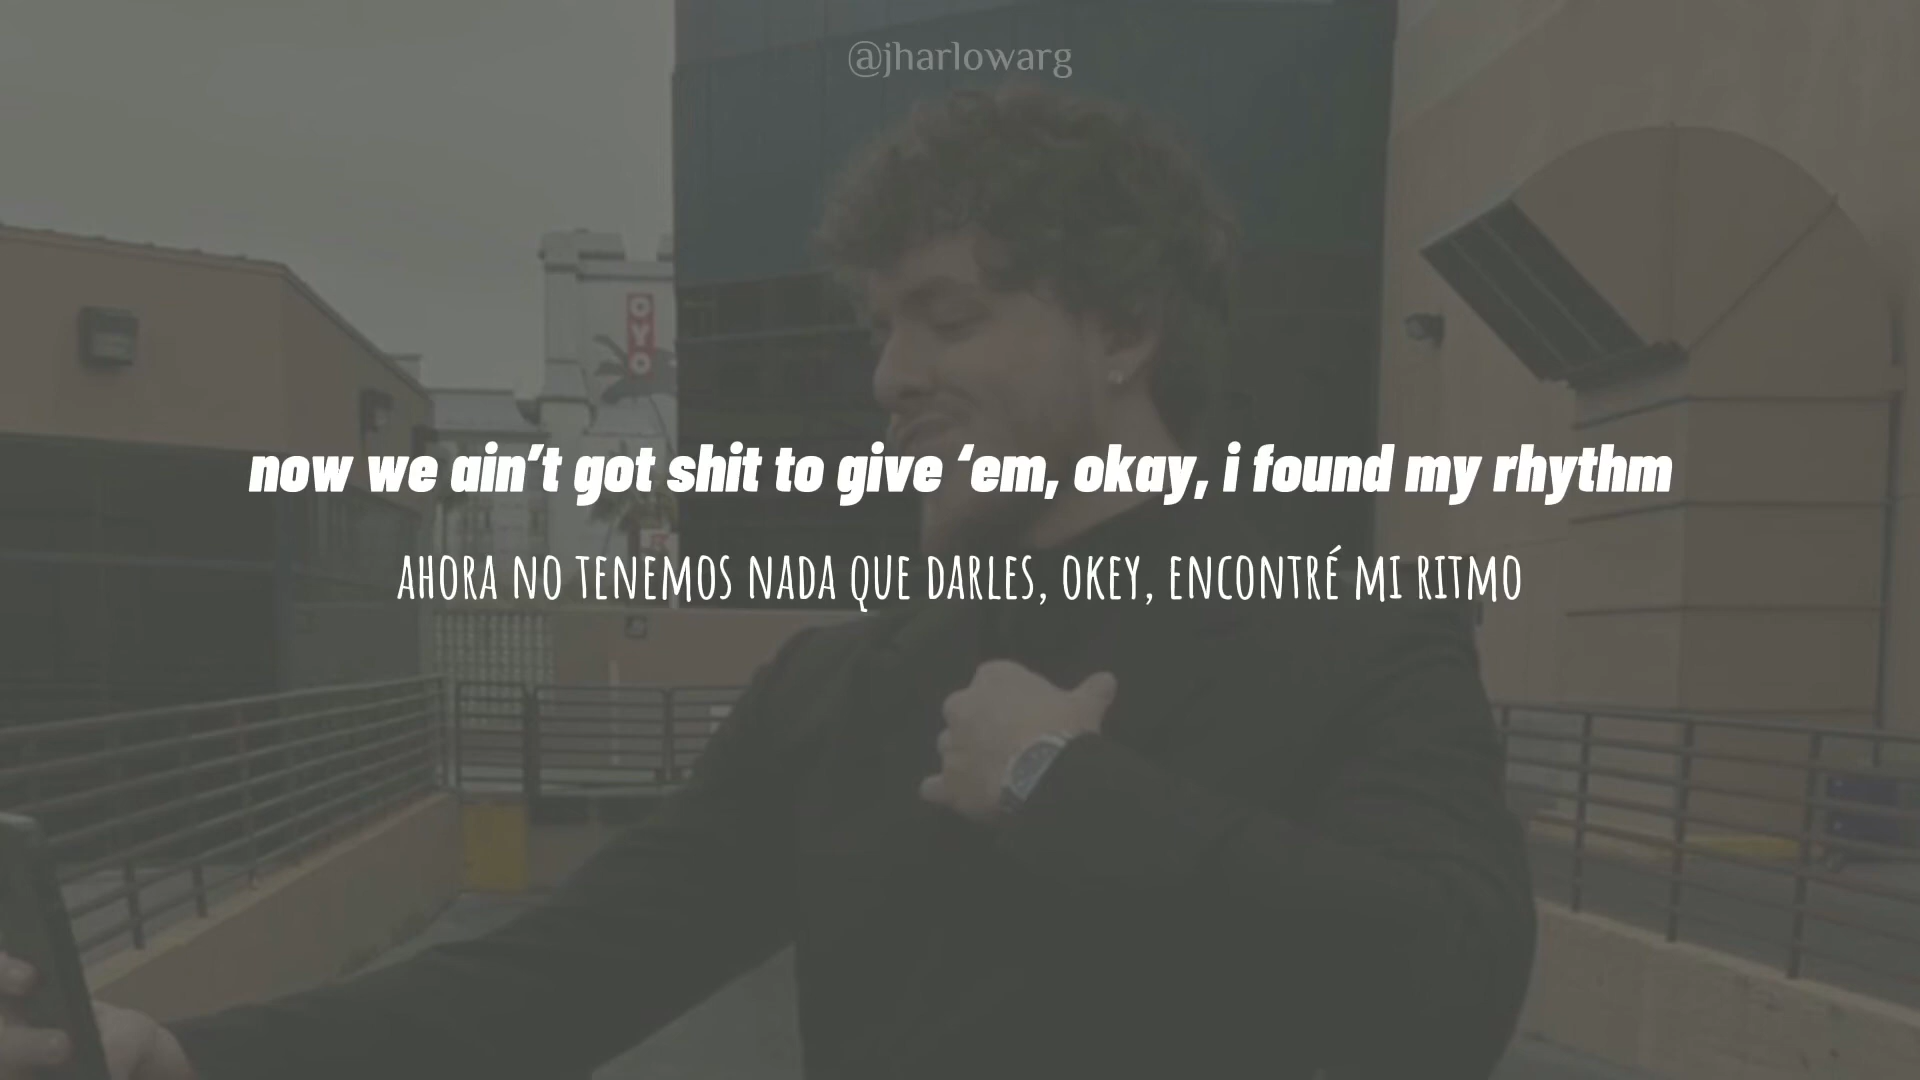 @jharlowarg
OYO
now we ain’t got shit to give ‘em, okay, i found my rhythm
AHORA NO TENEMOS NADA QUE DARLES, OKEY, ENCONTRÉ MI RITMO